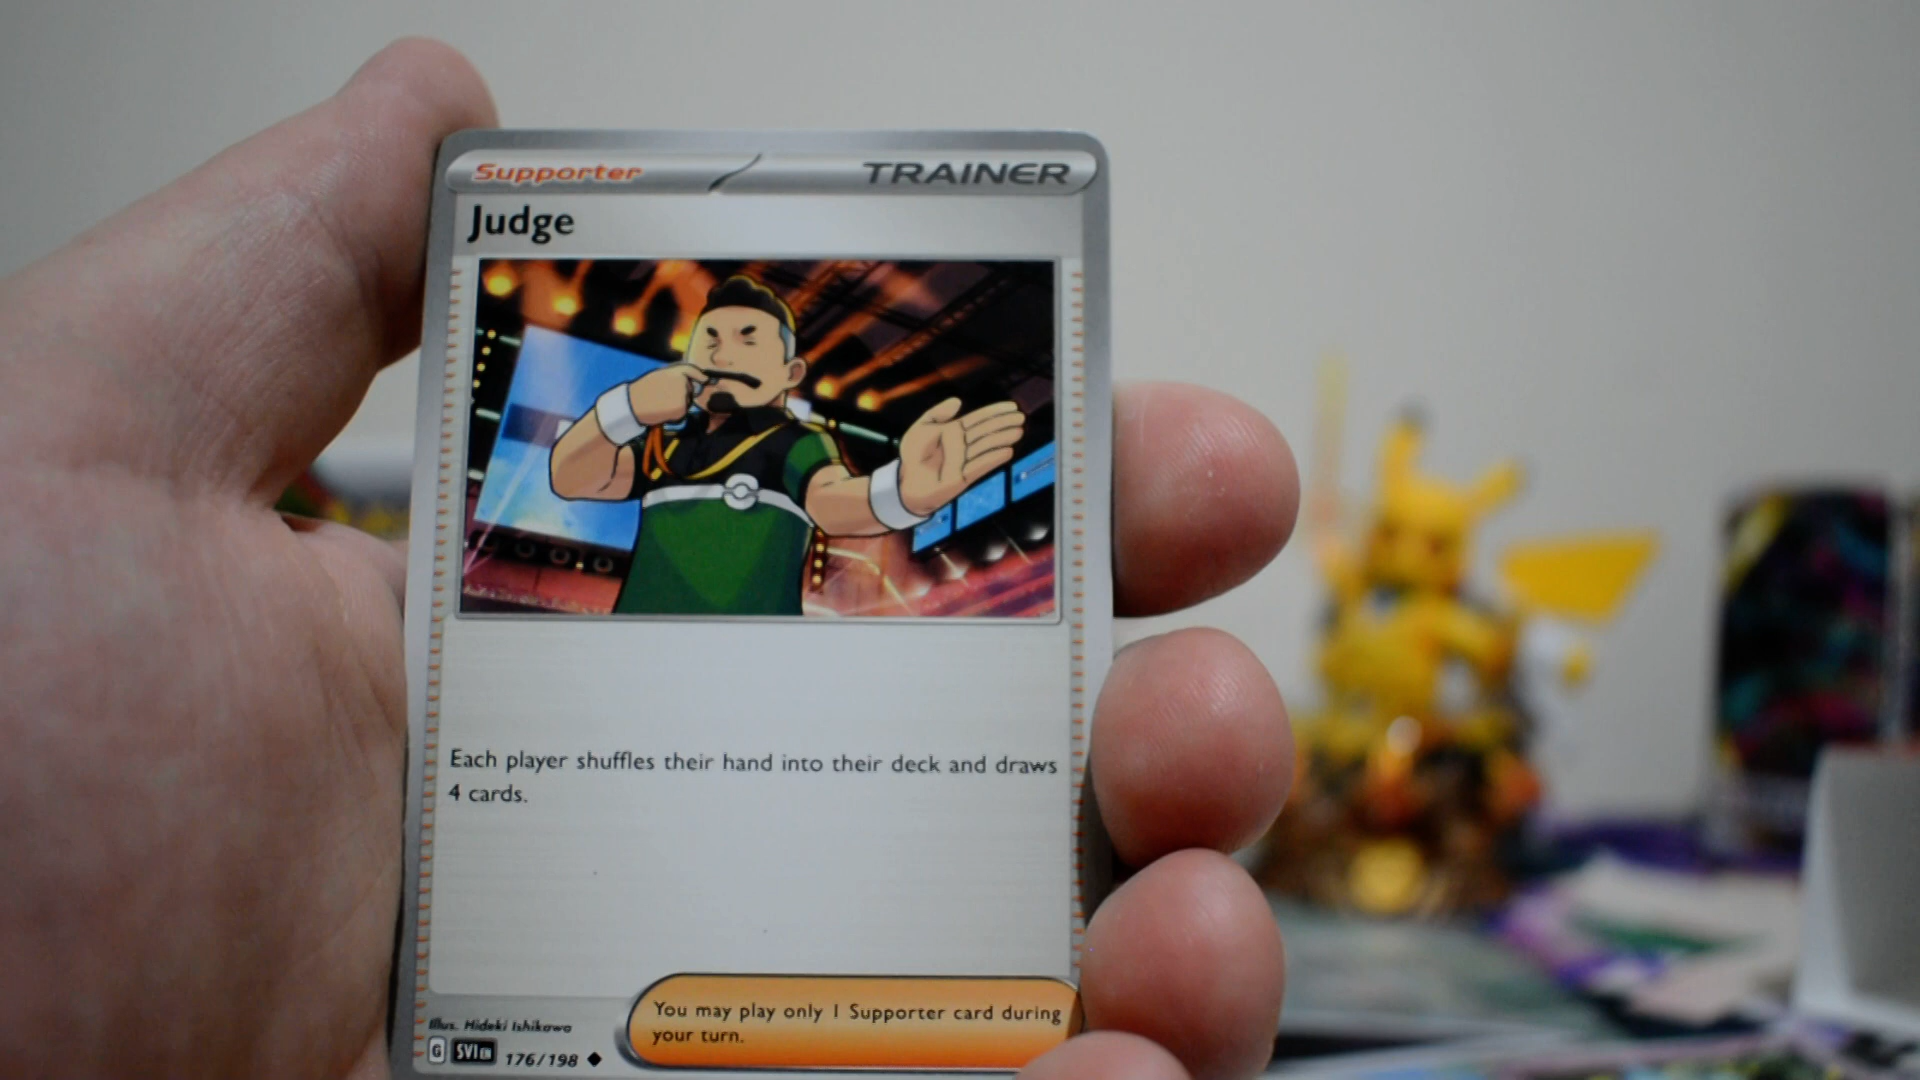 Supporter TRAINER
Judge
Each player shuffles their hand into their deck and draws
4 cards.
You may play only 1 Supporter card during
your turn.
Illus. Hideki Ishikawa
G SVI EN 176/198